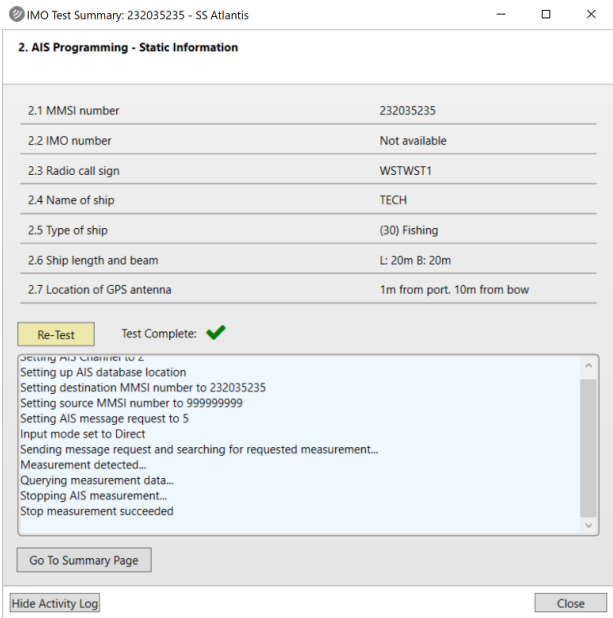 IMO Test Summary: 232035235 - SS Atlantis
2. AIS Programming - Static Information
2.1 MMSI number 232035235
2.2 IMO number Not available
2.3 Radio call sign WSTWST1
2.4 Name of ship TECH
2.5 Type of ship (30) Fishing
2.6 Ship length and beam L: 20m B: 20m
2.7 Location of GPS antenna 1m from port. 10m from bow
Re-Test Test Complete:
Setting AIS Channel to 2
Setting up AIS database location
Setting destination MMSI number to 232035235
Setting source MMSI number to 999999999
Setting AIS message request to 5
Input mode set to Direct
Sending message request and searching for requested measurement...
Measurement detected...
Querying measurement data...
Stopping AIS measurement...
Stop measurement succeeded
Go To Summary Page
Hide Activity Log Close